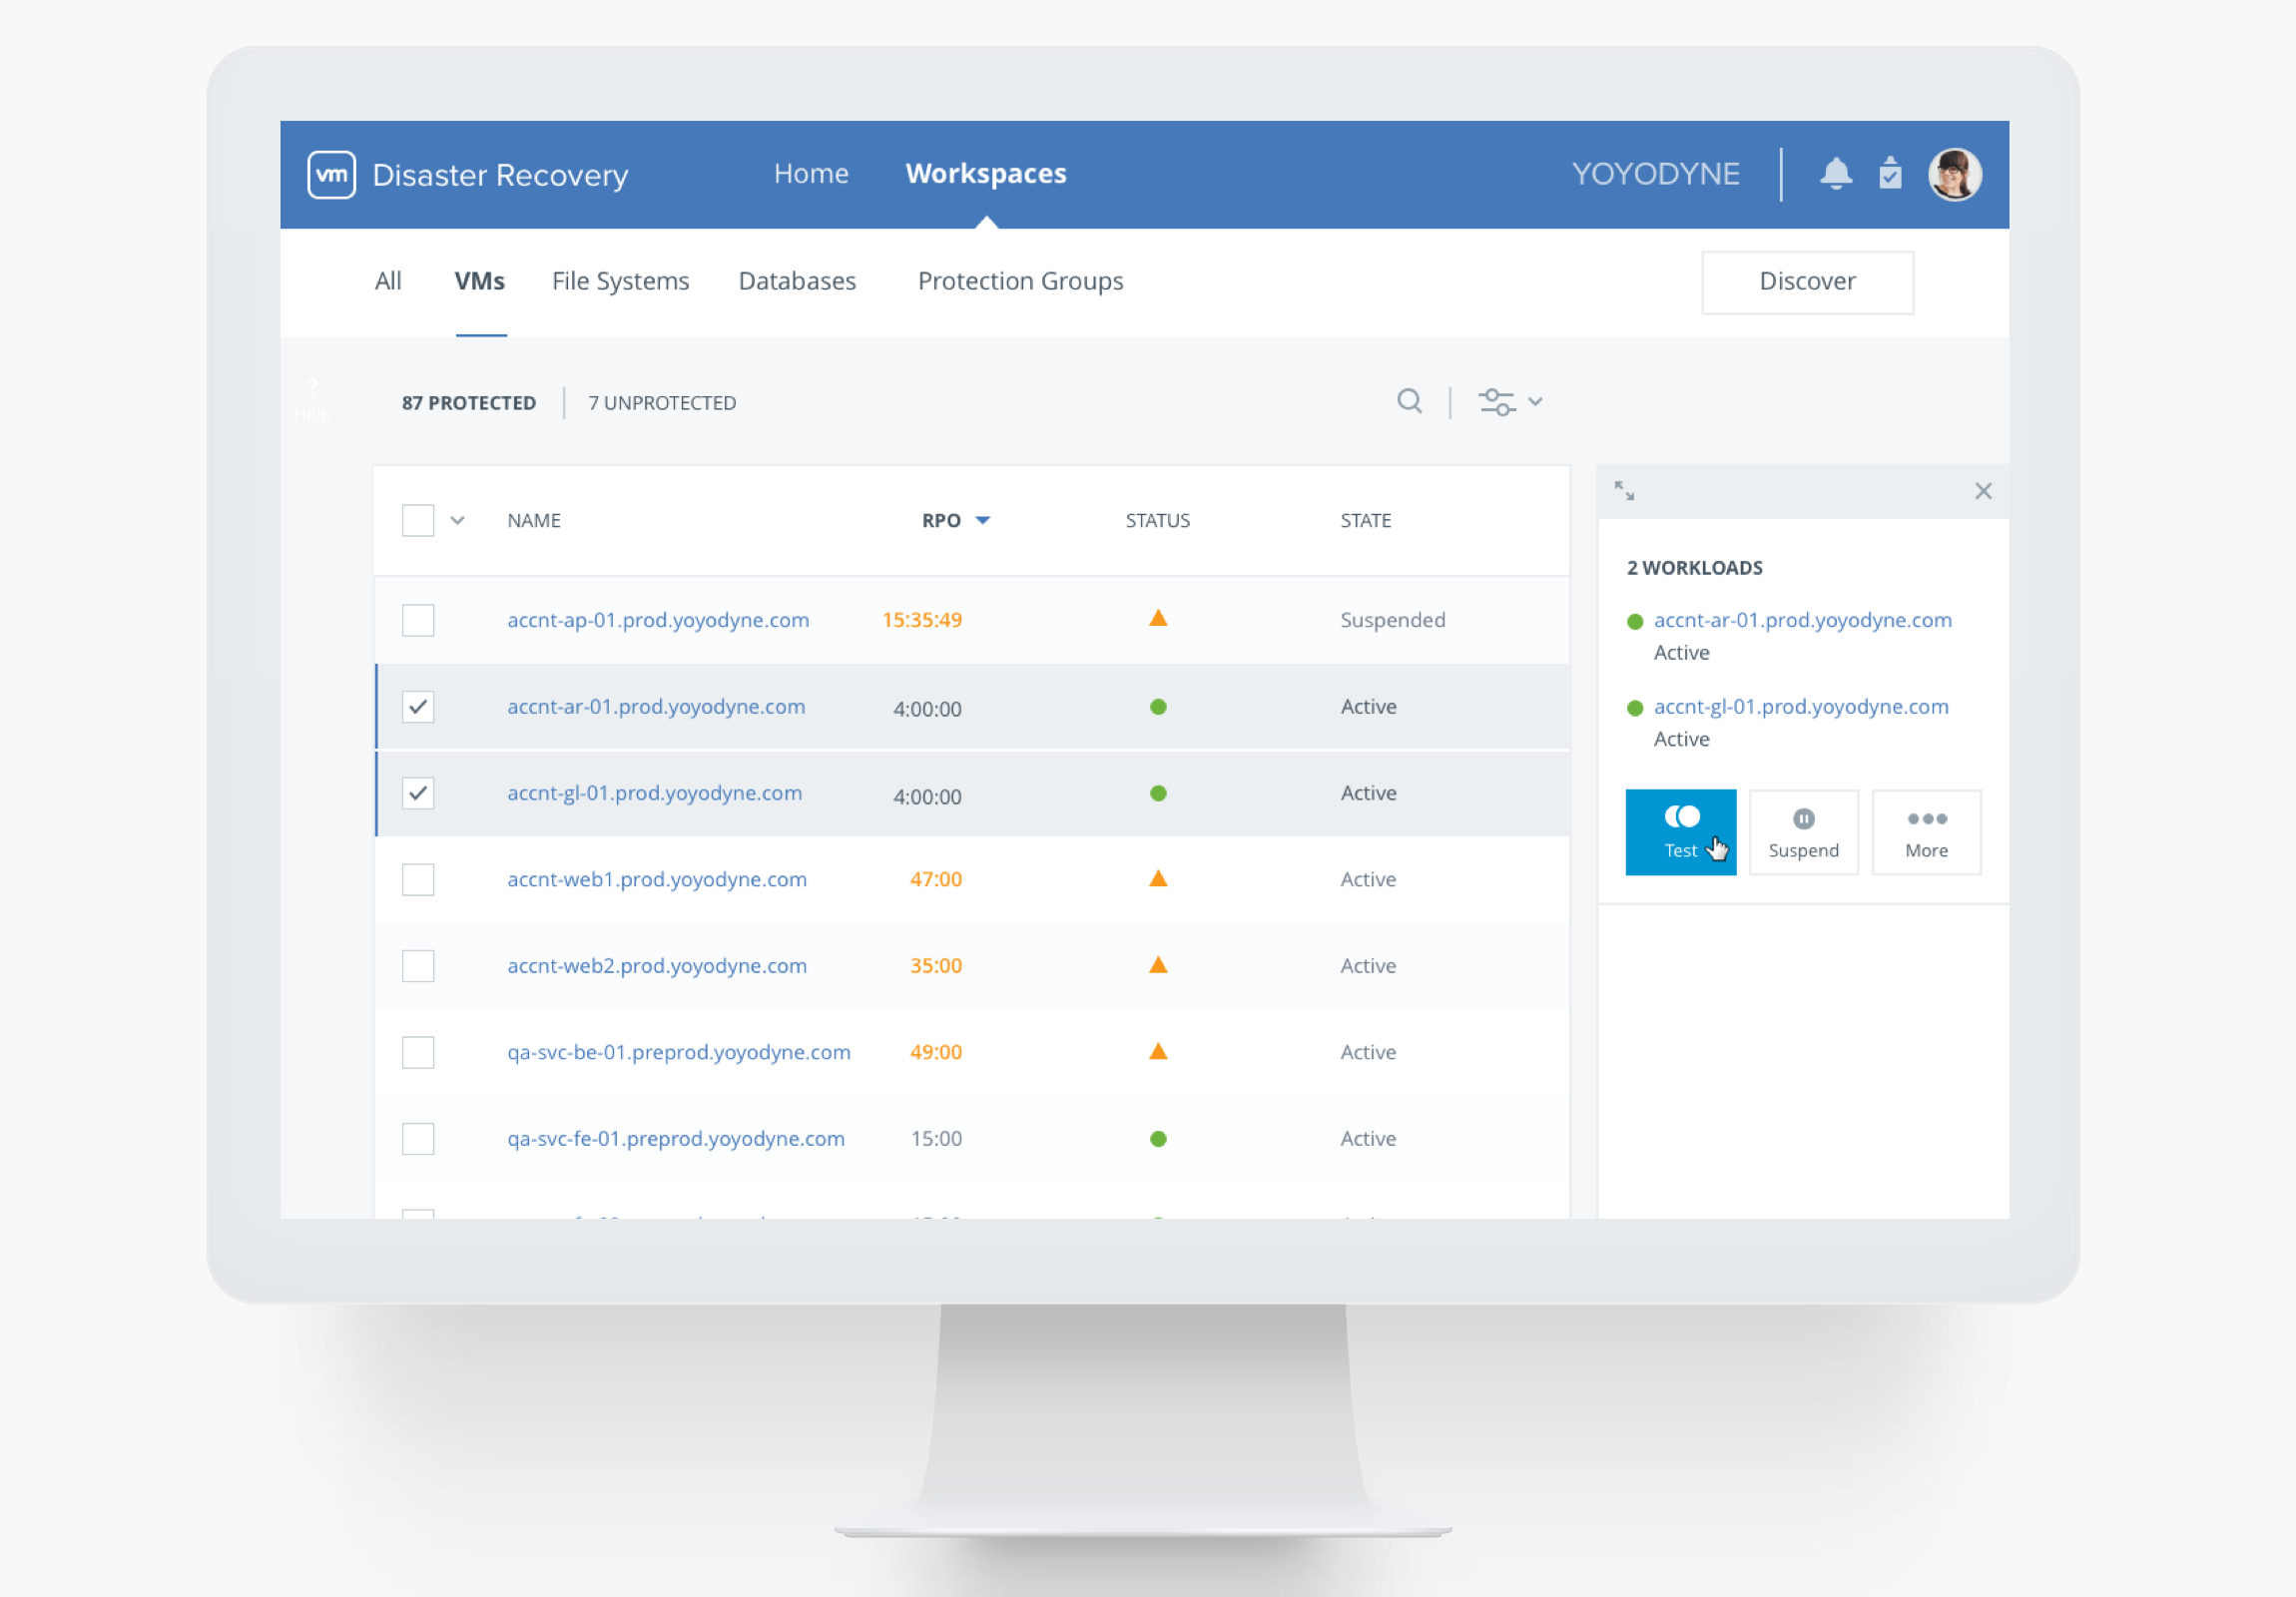 vm Disaster Recovery Home Workspaces YOYODYNE
All VMs File Systems Databases Protection Groups Discover
? Help
87 PROTECTED 7 UNPROTECTED
NAME RPO STATUS STATE
accnt-ap-01.prod.yoyodyne.com 15:35:49 Suspended
accnt-ar-01.prod.yoyodyne.com 4:00:00 Active
accnt-gl-01.prod.yoyodyne.com 4:00:00 Active
accnt-web1.prod.yoyodyne.com 47:00 Active
accnt-web2.prod.yoyodyne.com 35:00 Active
qa-svc-be-01.preprod.yoyodyne.com 49:00 Active
qa-svc-fe-01.preprod.yoyodyne.com 15:00 Active
2 WORKLOADS
accnt-ar-01.prod.yoyodyne.com
Active
accnt-gl-01.prod.yoyodyne.com
Active
Test Suspend More